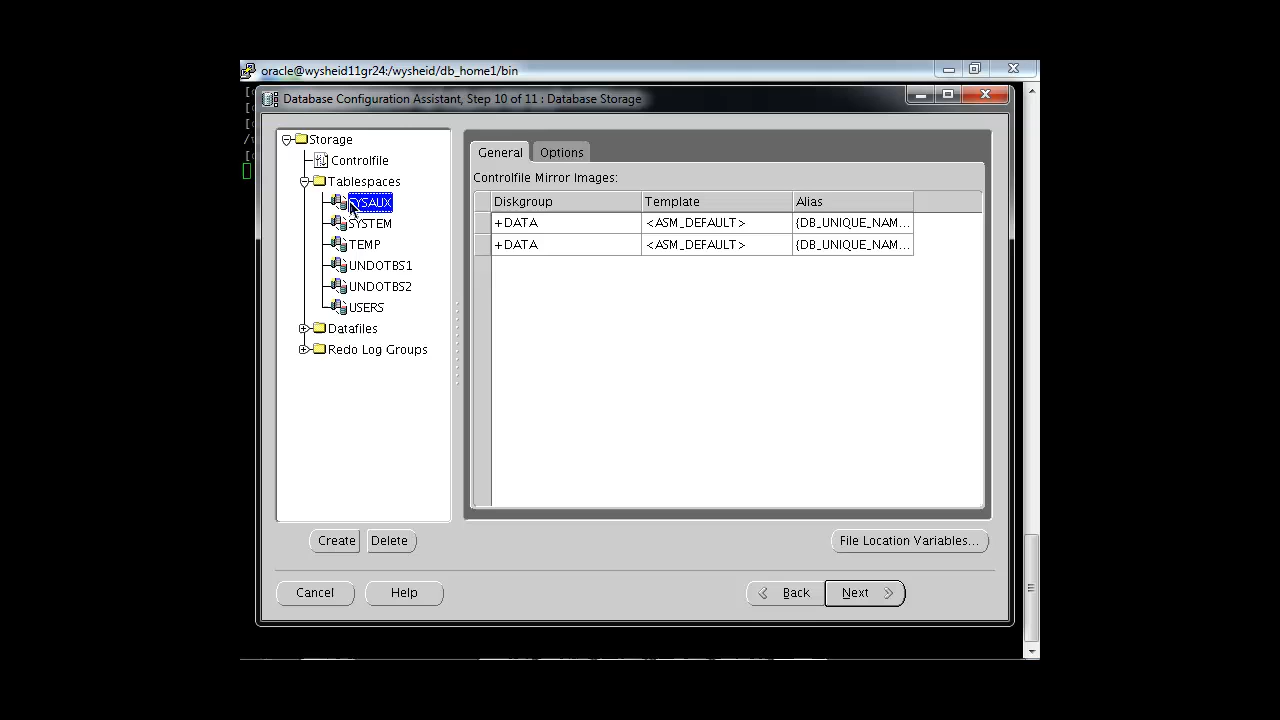 oracle@wysheid11gr24:/wysheid/db_home1/bin
Database Configuration Assistant, Step 10 of 11 : Database Storage
Storage
Controlfile
Tablespaces
SYSAUX
SYSTEM
TEMP
UNDOTBS1
UNDOTBS2
USERS
Datafiles
Redo Log Groups
General Options
Controlfile Mirror Images:
Diskgroup Template Alias
+DATA <ASM_DEFAULT> {DB_UNIQUE_NAM...
+DATA <ASM_DEFAULT> {DB_UNIQUE_NAM...
Create Delete File Location Variables...
Cancel Help Back Next